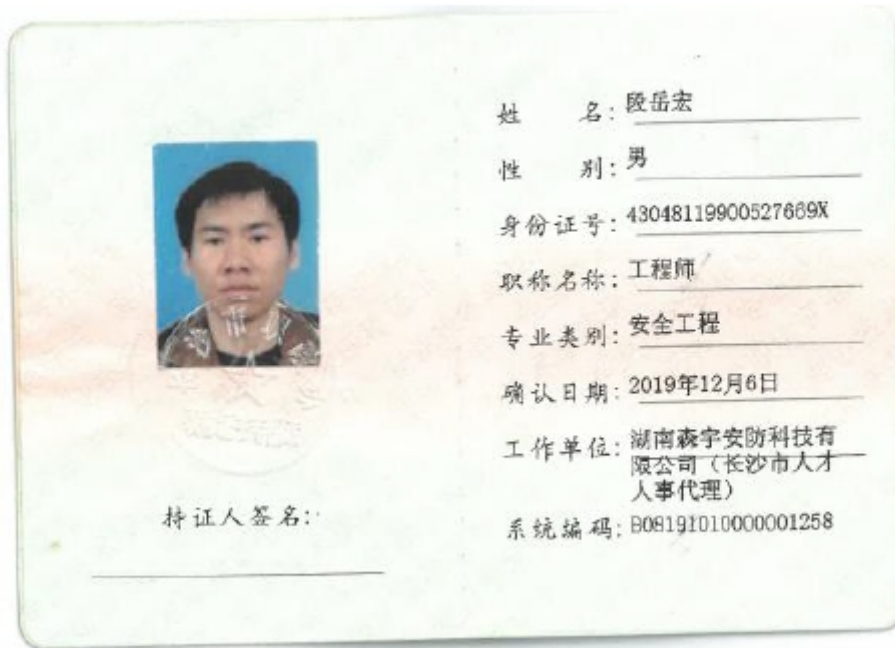 姓　　名：段岳宏
性　　别：男
身份证号：43048119900527669X
职称名称：工程师
专业类别：安全工程
确认日期：2019年12月6日
工作单位：湖南森宇安防科技有
限公司（长沙市人才
人事代理）
系统编码：B08191010000001258
持证人签名：